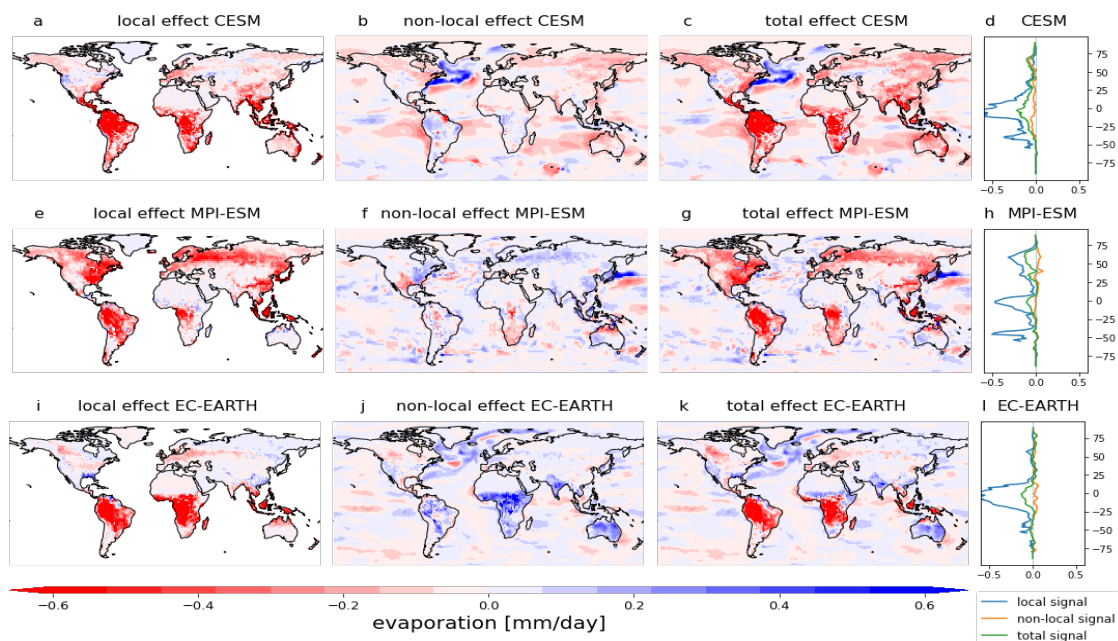 a local effect CESM b non-local effect CESM c total effect CESM d CESM
75
50
25
0
−25
−50
−75
−0.5 0.0 0.5
e local effect MPI-ESM f non-local effect MPI-ESM g total effect MPI-ESM h MPI-ESM
75
50
25
0
−25
−50
−75
−0.5 0.0 0.5
i local effect EC-EARTH j non-local effect EC-EARTH k total effect EC-EARTH l EC-EARTH
75
50
25
0
−25
−50
−75
−0.5 0.0 0.5
−0.6 −0.4 −0.2 0.0 0.2 0.4 0.6
evaporation [mm/day]
local signal
non-local signal
total signal